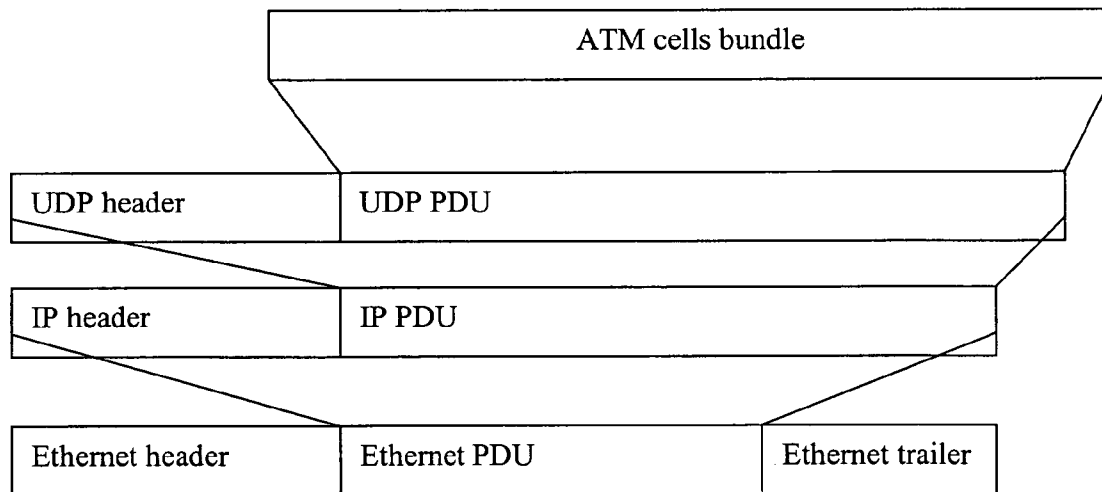 ATM cells bundle
UDP header
UDP PDU
IP header
IP PDU
Ethernet header
Ethernet PDU
Ethernet trailer